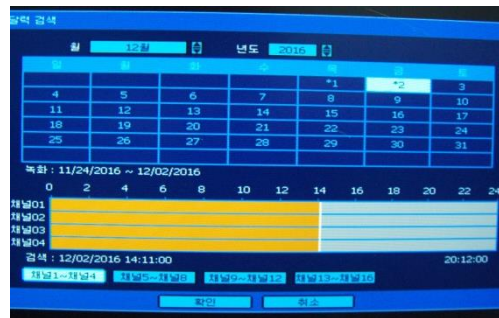 달력 검색
월 12월 년도 2016
일 월 화 수 목 금 토
*1 *2 3
4 5 6 7 8 9 10
11 12 13 14 15 16 17
18 19 20 21 22 23 24
25 26 27 28 29 30 31
녹화 : 11/24/2016 ~ 12/02/2016
0 2 4 6 8 10 12 14 16 18 20 22 24
채널01
채널02
채널03
채널04
검색 : 12/02/2016 14:11:00 20:12:00
채널1~채널4 채널5~채널8 채널9~채널12 채널13~채널16
확인 취소